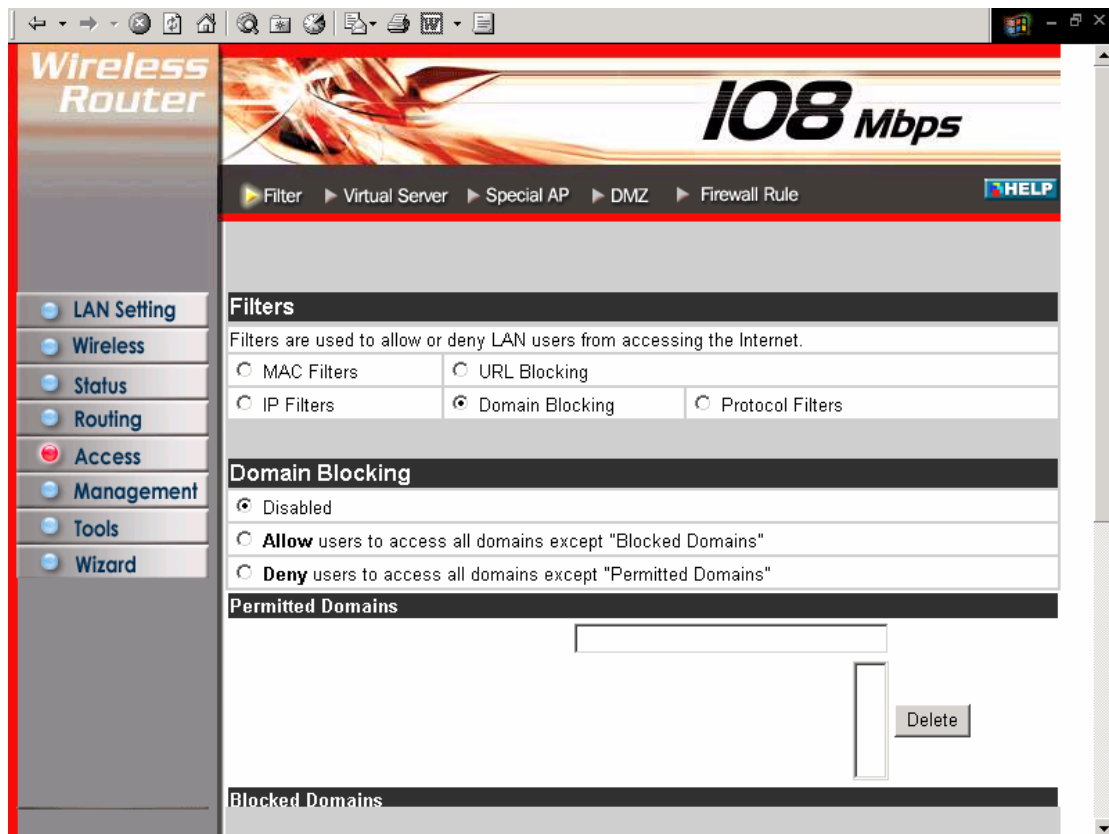 Wireless
Router
108 Mbps
Filter Virtual Server Special AP DMZ Firewall Rule HELP
LAN Setting
Wireless
Status
Routing
Access
Management
Tools
Wizard
Filters
Filters are used to allow or deny LAN users from accessing the Internet.
MAC Filters URL Blocking
IP Filters Domain Blocking Protocol Filters
Domain Blocking
Disabled
Allow users to access all domains except "Blocked Domains"
Deny users to access all domains except "Permitted Domains"
Permitted Domains
Delete
Blocked Domains